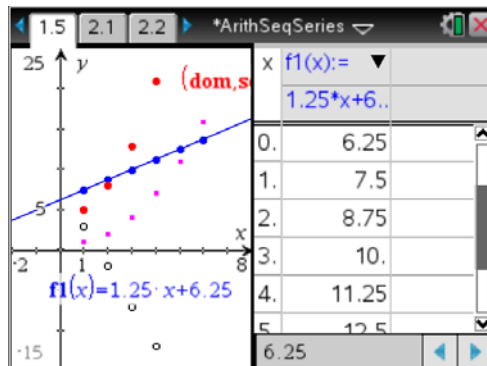 1.5 2.1 2.2 *ArithSeqSeries
25 y
(dom,s
5
x
-2 1 8
f1(x)=1.25·x+6.25
-15
x f1(x):=
1.25*x+6..
0. 6.25
1. 7.5
2. 8.75
3. 10.
4. 11.25
5 12.5
6.25